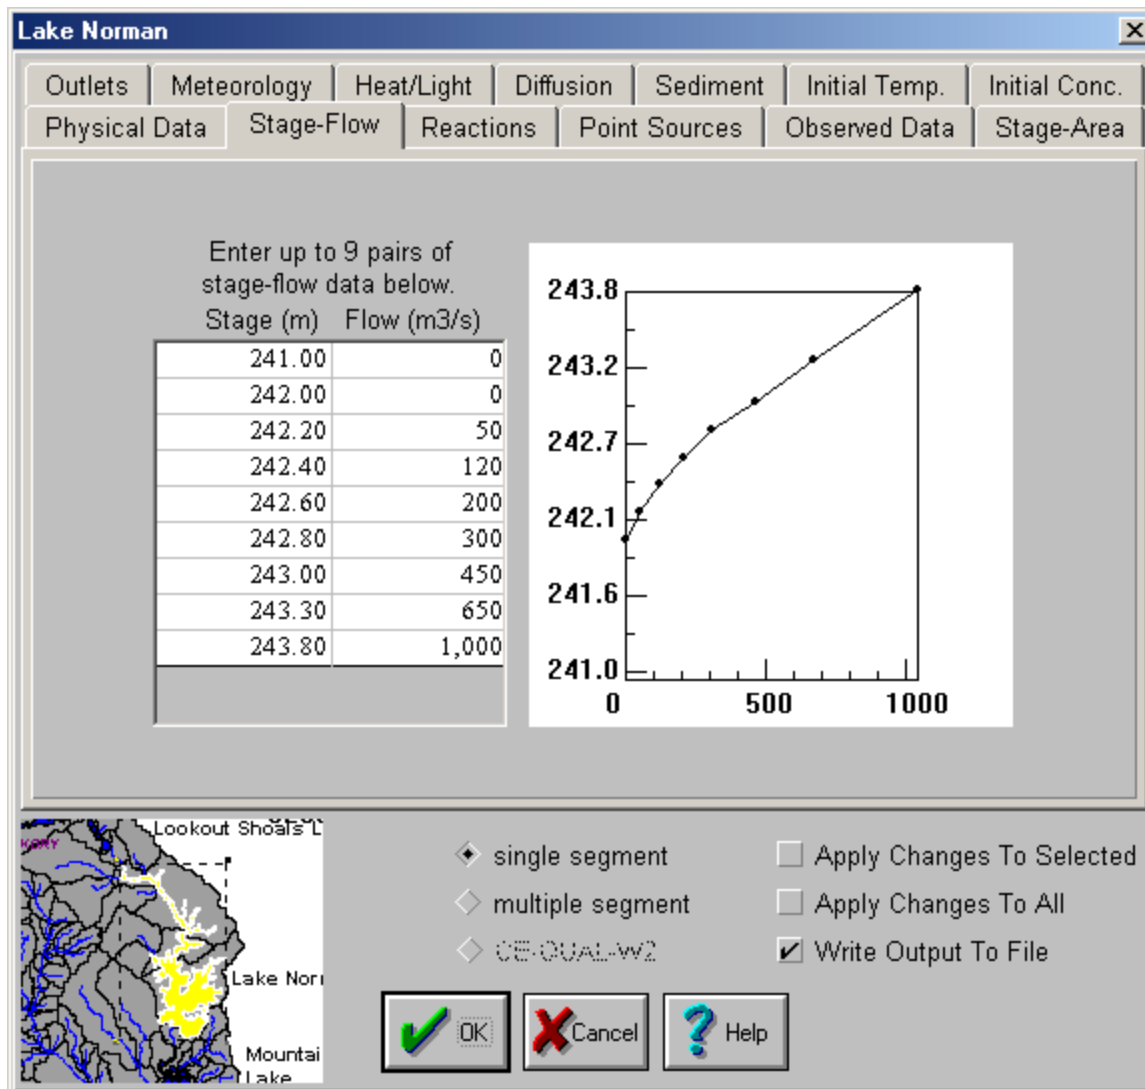 Lake Norman
Outlets Meteorology Heat/Light Diffusion Sediment Initial Temp. Initial Conc.
Physical Data Stage-Flow Reactions Point Sources Observed Data Stage-Area
Enter up to 9 pairs of
stage-flow data below.
Stage (m) Flow (m3/s)
241.00 0
242.00 0
242.20 50
242.40 120
242.60 200
242.80 300
243.00 450
243.30 650
243.80 1,000
243.8
243.2
242.7
242.1
241.6
241.0
0 500 1000
Lookout Shoals L
Lake Nor
Mountai
Lake
single segment
multiple segment
CE-QUAL-W2
Apply Changes To Selected
Apply Changes To All
Write Output To File
OK Cancel Help